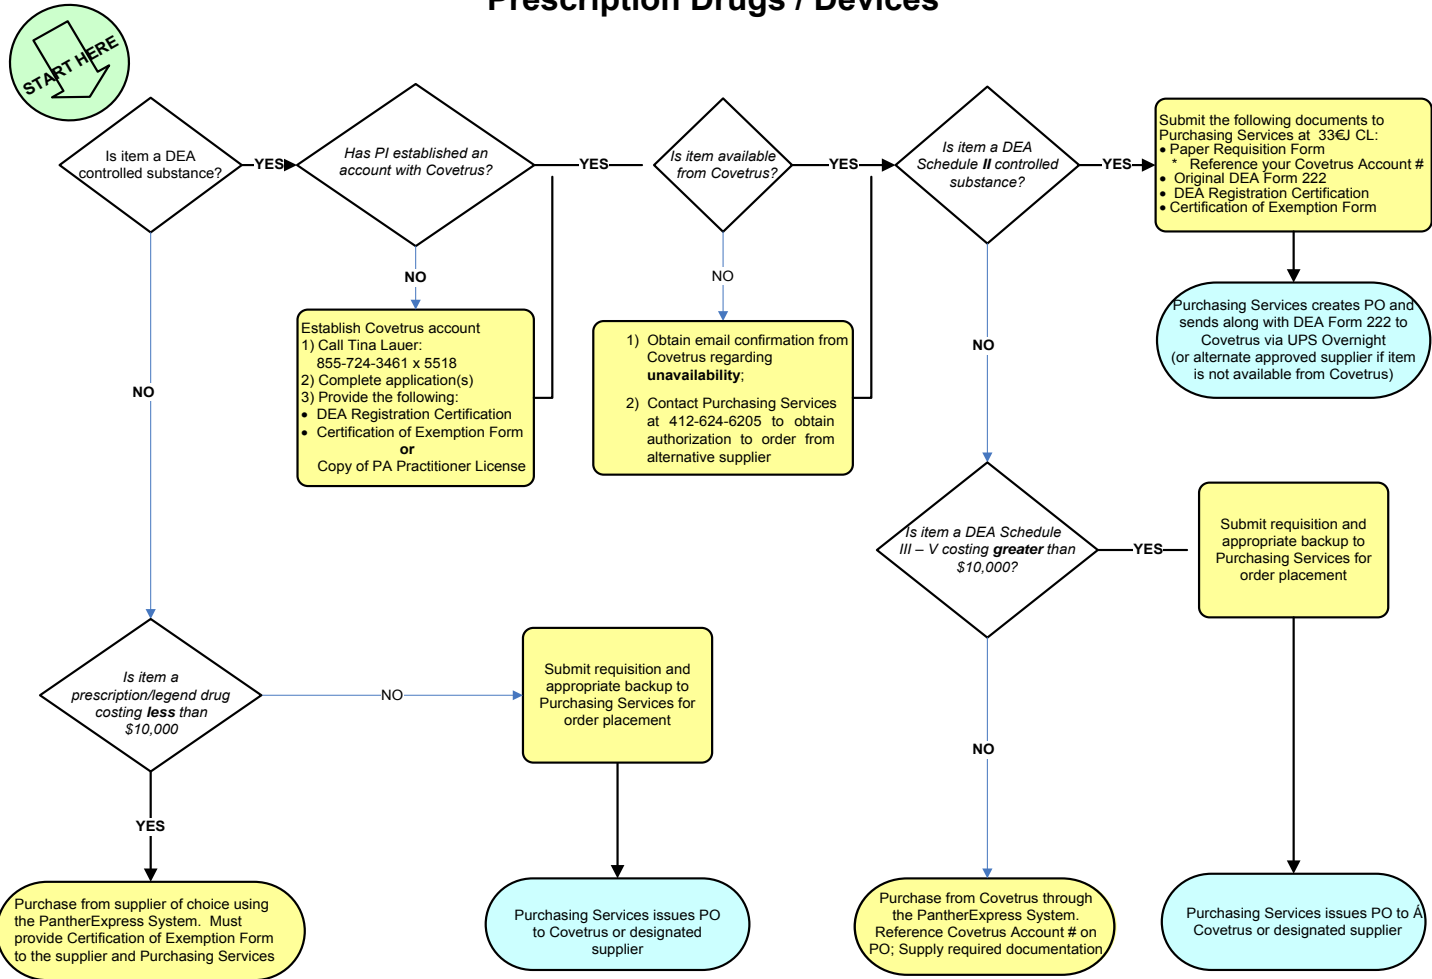 Prescription Drugs / Devices
START HERE
Is item a DEA
controlled substance?
YES
Has PI established an
account with Covetrus?
YES
Is item available
from Covetrus?
YES
Is item a DEA
Schedule II controlled
substance?
YES
Submit the following documents to
Purchasing Services at 33€J CL:
• Paper Requisition Form
* Reference your Covetrus Account #
• Original DEA Form 222
• DEA Registration Certification
• Certification of Exemption Form
NO
NO
Establish Covetrus account
1) Call Tina Lauer:
855-724-3461 x 5518
2) Complete application(s)
3) Provide the following:
• DEA Registration Certification
• Certification of Exemption Form
or
Copy of PA Practitioner License
NO
1) Obtain email confirmation from
Covetrus regarding
unavailability;
2) Contact Purchasing Services
at 412-624-6205 to obtain
authorization to order from
alternative supplier
NO
Purchasing Services creates PO and
sends along with DEA Form 222 to
Covetrus via UPS Overnight
(or alternate approved supplier if item
is not available from Covetrus)
Is item a DEA Schedule
III – V costing greater than
$10,000?
YES
Submit requisition and
appropriate backup to
Purchasing Services for
order placement
Is item a
prescription/legend drug
costing less than
$10,000
NO
Submit requisition and
appropriate backup to
Purchasing Services for
order placement
NO
YES
Purchase from supplier of choice using
the PantherExpress System. Must
provide Certification of Exemption Form
to the supplier and Purchasing Services
Purchasing Services issues PO
to Covetrus or designated
supplier
Purchase from Covetrus through
the PantherExpress System.
Reference Covetrus Account # on
PO; Supply required documentation
Purchasing Services issues PO to Á
Covetrus or designated supplier